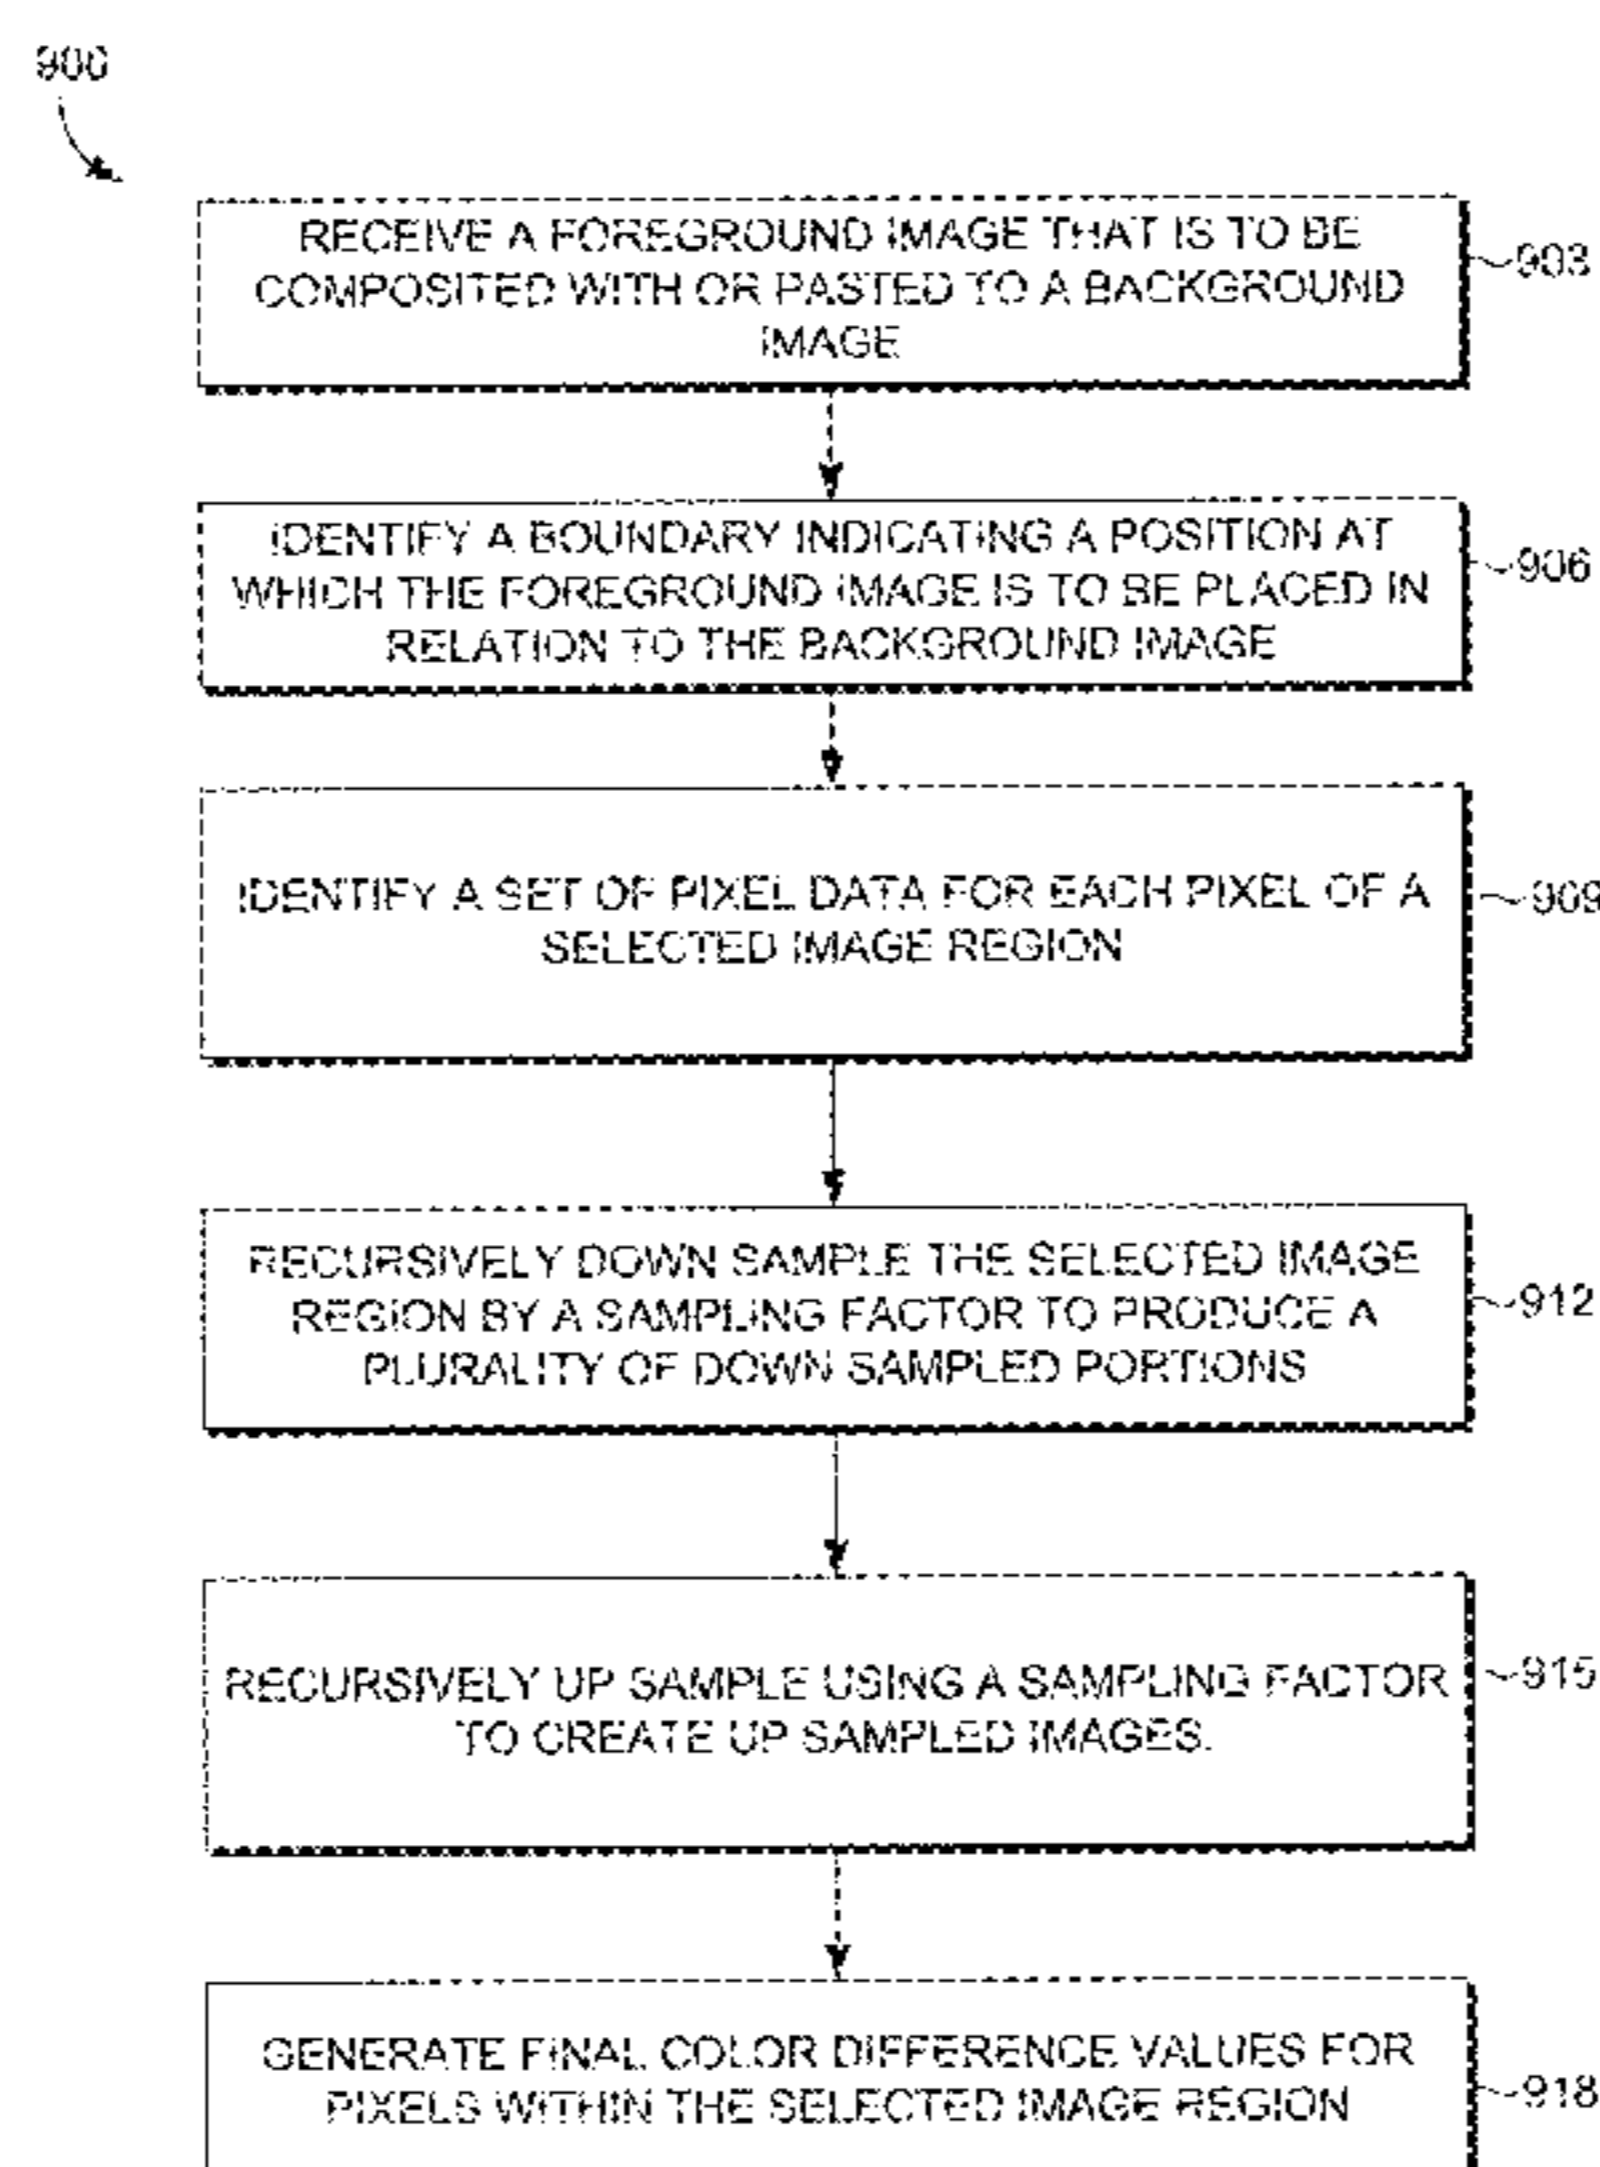 900
RECEIVE A FOREGROUND IMAGE THAT IS TO BE
COMPOSITED WITH OR PASTED TO A BACKGROUND
IMAGE
903
IDENTIFY A BOUNDARY INDICATING A POSITION AT
WHICH THE FOREGROUND IMAGE IS TO BE PLACED IN
RELATION TO THE BACKGROUND IMAGE
906
IDENTIFY A SET OF PIXEL DATA FOR EACH PIXEL OF A
SELECTED IMAGE REGION
909
RECURSIVELY DOWN SAMPLE THE SELECTED IMAGE
REGION BY A SAMPLING FACTOR TO PRODUCE A
PLURALITY OF DOWN SAMPLED PORTIONS
912
RECURSIVELY UP SAMPLE USING A SAMPLING FACTOR
TO CREATE UP SAMPLED IMAGES.
915
GENERATE FINAL COLOR DIFFERENCE VALUES FOR
PIXELS WITHIN THE SELECTED IMAGE REGION
918